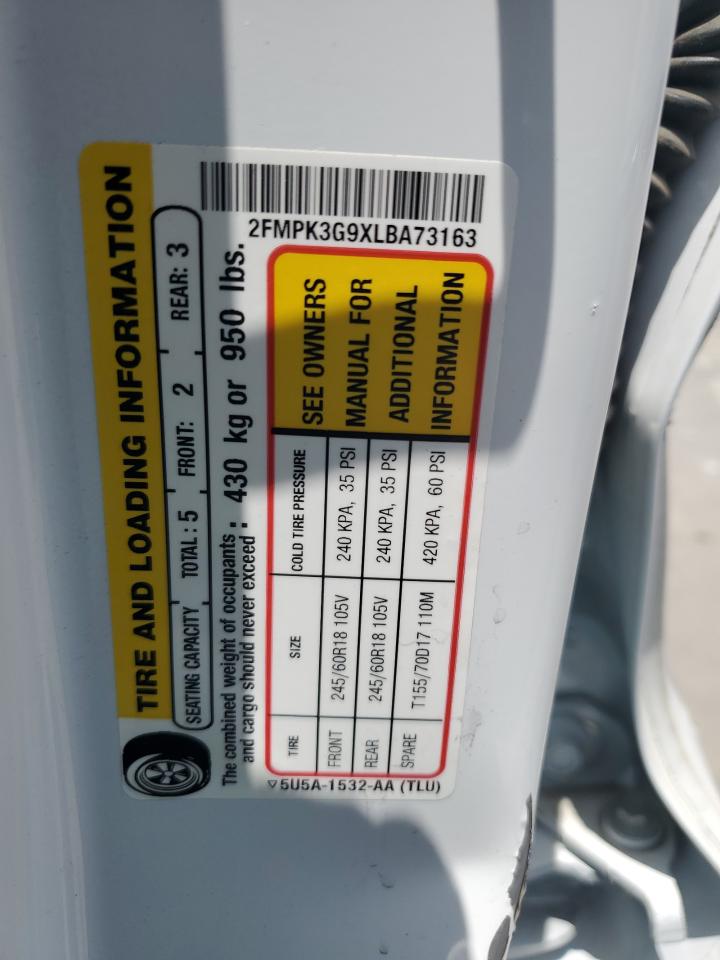 TIRE AND LOADING INFORMATION
SEATING CAPACITY TOTAL : 5 FRONT: 2 REAR: 3
The combined weight of occupants
and cargo should never exceed : 430 kg or 950 lbs.
2FMPK3G9XLBA73163
TIRE SIZE COLD TIRE PRESSURE
FRONT 245/60R18 105V 240 KPA, 35 PSI
REAR 245/60R18 105V 240 KPA, 35 PSI
SPARE T155/70D17 110M 420 KPA, 60 PSI
SEE OWNERS
MANUAL FOR
ADDITIONAL
INFORMATION
▽5U5A-1532-AA (TLU)